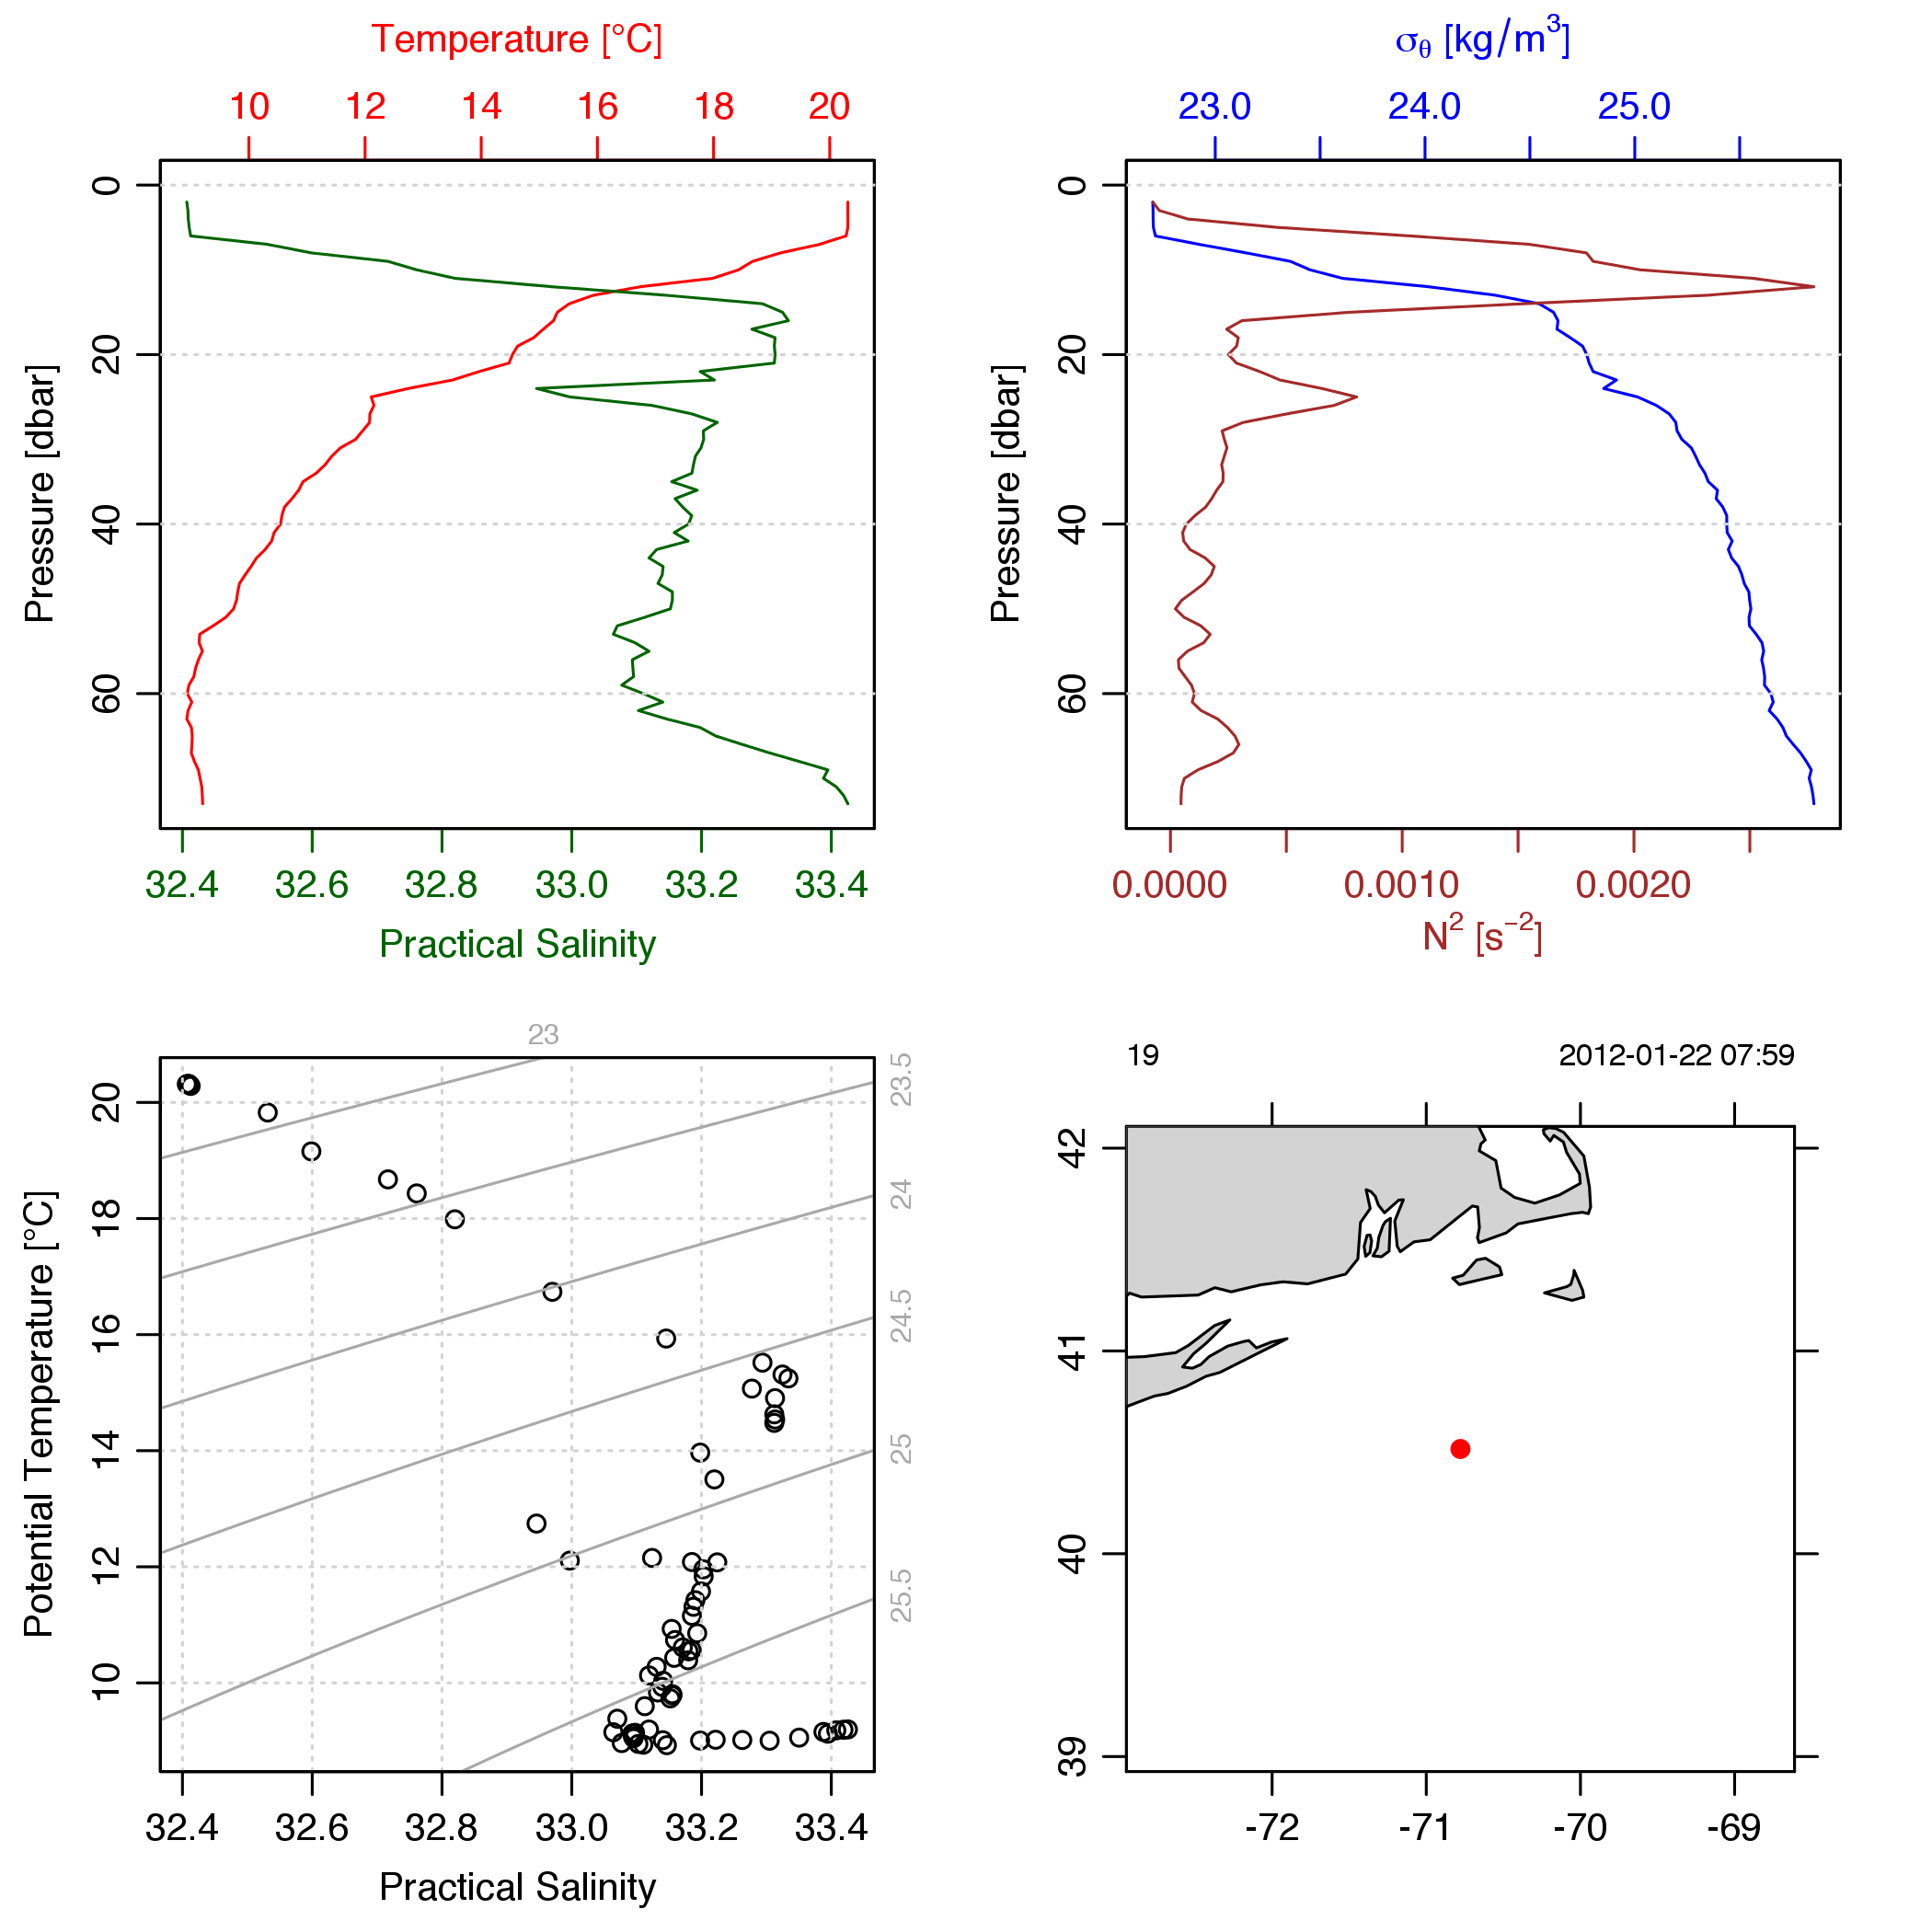 Temperature [°C]
10 12 14 16 18 20
0
20
40
60
Pressure [dbar]
32.4 32.6 32.8 33.0 33.2 33.4
Practical Salinity
σθ [kg/m³]
23.0 24.0 25.0
0
20
40
60
Pressure [dbar]
0.0000 0.0010 0.0020
N² [s⁻²]
23
23.5
24
24.5
25
25.5
20
18
16
14
12
10
Potential Temperature [°C]
32.4 32.6 32.8 33.0 33.2 33.4
Practical Salinity
19 2012-01-22 07:59
42
41
40
39
-72 -71 -70 -69